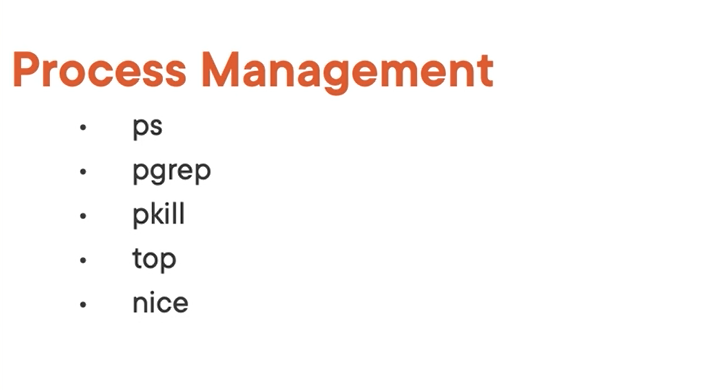 Process Management
• ps
• pgrep
• pkill
• top
• nice